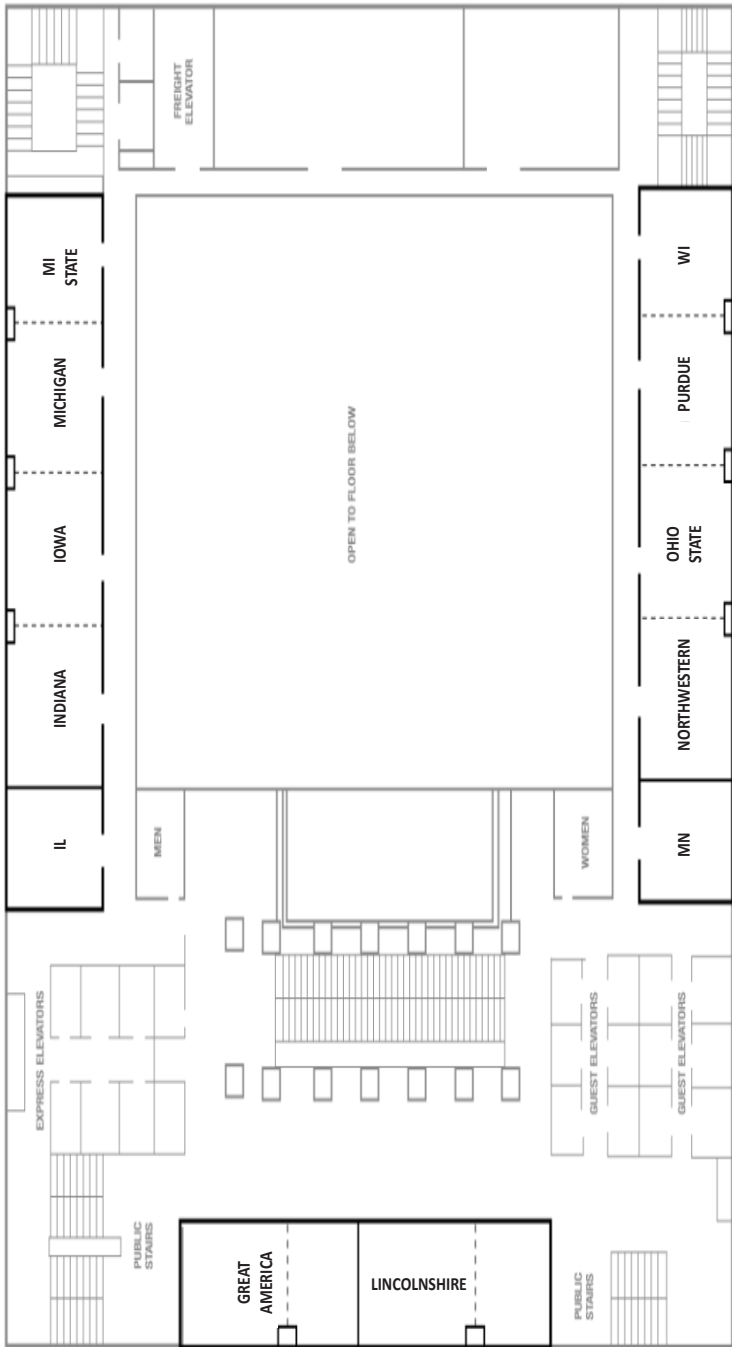 FREIGHT
ELEVATOR
MI
STATE
MICHIGAN
IOWA
INDIANA
IL
OPEN TO FLOOR BELOW
WI
PURDUE
OHIO
STATE
NORTHWESTERN
MN
MEN
WOMEN
EXPRESS ELEVATORS
GUEST ELEVATORS
GUEST ELEVATORS
PUBLIC
STAIRS
GREAT
AMERICA
LINCOLNSHIRE
PUBLIC
STAIRS